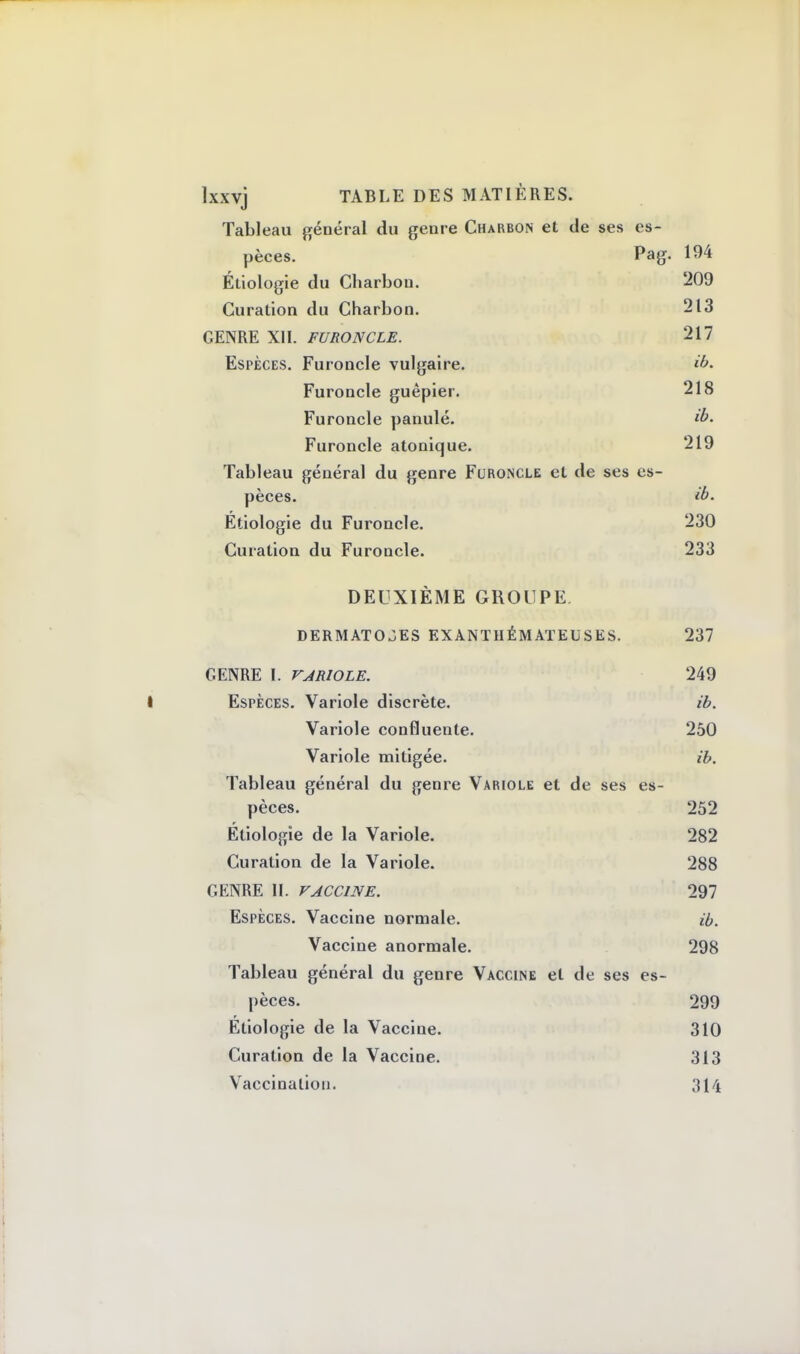 lxxvj TABLE DES MATIÈRES.
Tableau général du genre CHARBON et de ses es-
pèces. Pag. 194
Étiologie du Charbon. 209
Curation du Charbon. 213
GENRE XII. FURONCLE. 217
ESPÈCES. Furoncle vulgaire. ib.
Furoncle guêpier. 218
Furoncle panulé. ib.
Furoncle atonique. 219
Tableau général du genre FURONCLE et de ses es-
pèces. ib.
Étiologie du Furoncle. 230
Curation du Furoncle. 233
DEUXIÈME GROUPE.
DERMATOSES EXANTHÉMATEUSES. 237
GENRE I. VARIOLE. 249
ESPÈCES. Variole discrète. ib.
Variole confluente. 250
Variole mitigée. ib.
Tableau général du genre VARIOLE et de ses es-
pèces. 252
Étiologie de la Variole. 282
Curation de la Variole. 288
GENRE II. VACCINE. 297
ESPÈCES. Vaccine normale. ib.
Vaccine anormale. 298
Tableau général du genre VACCINE et de ses es-
pèces. 299
Étiologie de la Vaccine. 310
Curation de la Vaccine. 313
Vaccination. 314